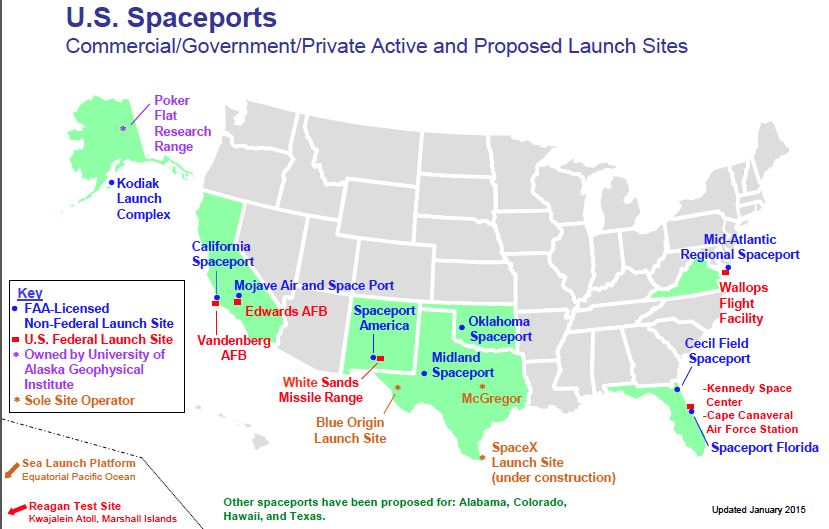 U.S. Spaceports
Commercial/Government/Private Active and Proposed Launch Sites
Poker
Flat
Research
Range
Kodiak
Launch
Complex
California
Spaceport
Mojave Air and Space Port
Edwards AFB
Vandenberg
AFB
Spaceport
America
Oklahoma
Spaceport
Midland
Spaceport
White Sands
Missile Range
McGregor
Blue Origin
Launch Site
SpaceX
Launch Site
(under construction)
Mid-Atlantic
Regional Spaceport
Wallops
Flight
Facility
Cecil Field
Spaceport
-Kennedy Space
Center
-Cape Canaveral
Air Force Station
Spaceport Florida
Key
FAA-Licensed
Non-Federal Launch Site
U.S. Federal Launch Site
* Owned by University of
Alaska Geophysical
Institute
* Sole Site Operator
Sea Launch Platform
Equatorial Pacific Ocean
Reagan Test Site
Kwajalein Atoll, Marshall Islands
Other spaceports have been proposed for: Alabama, Colorado,
Hawaii, and Texas.
Updated January 2015